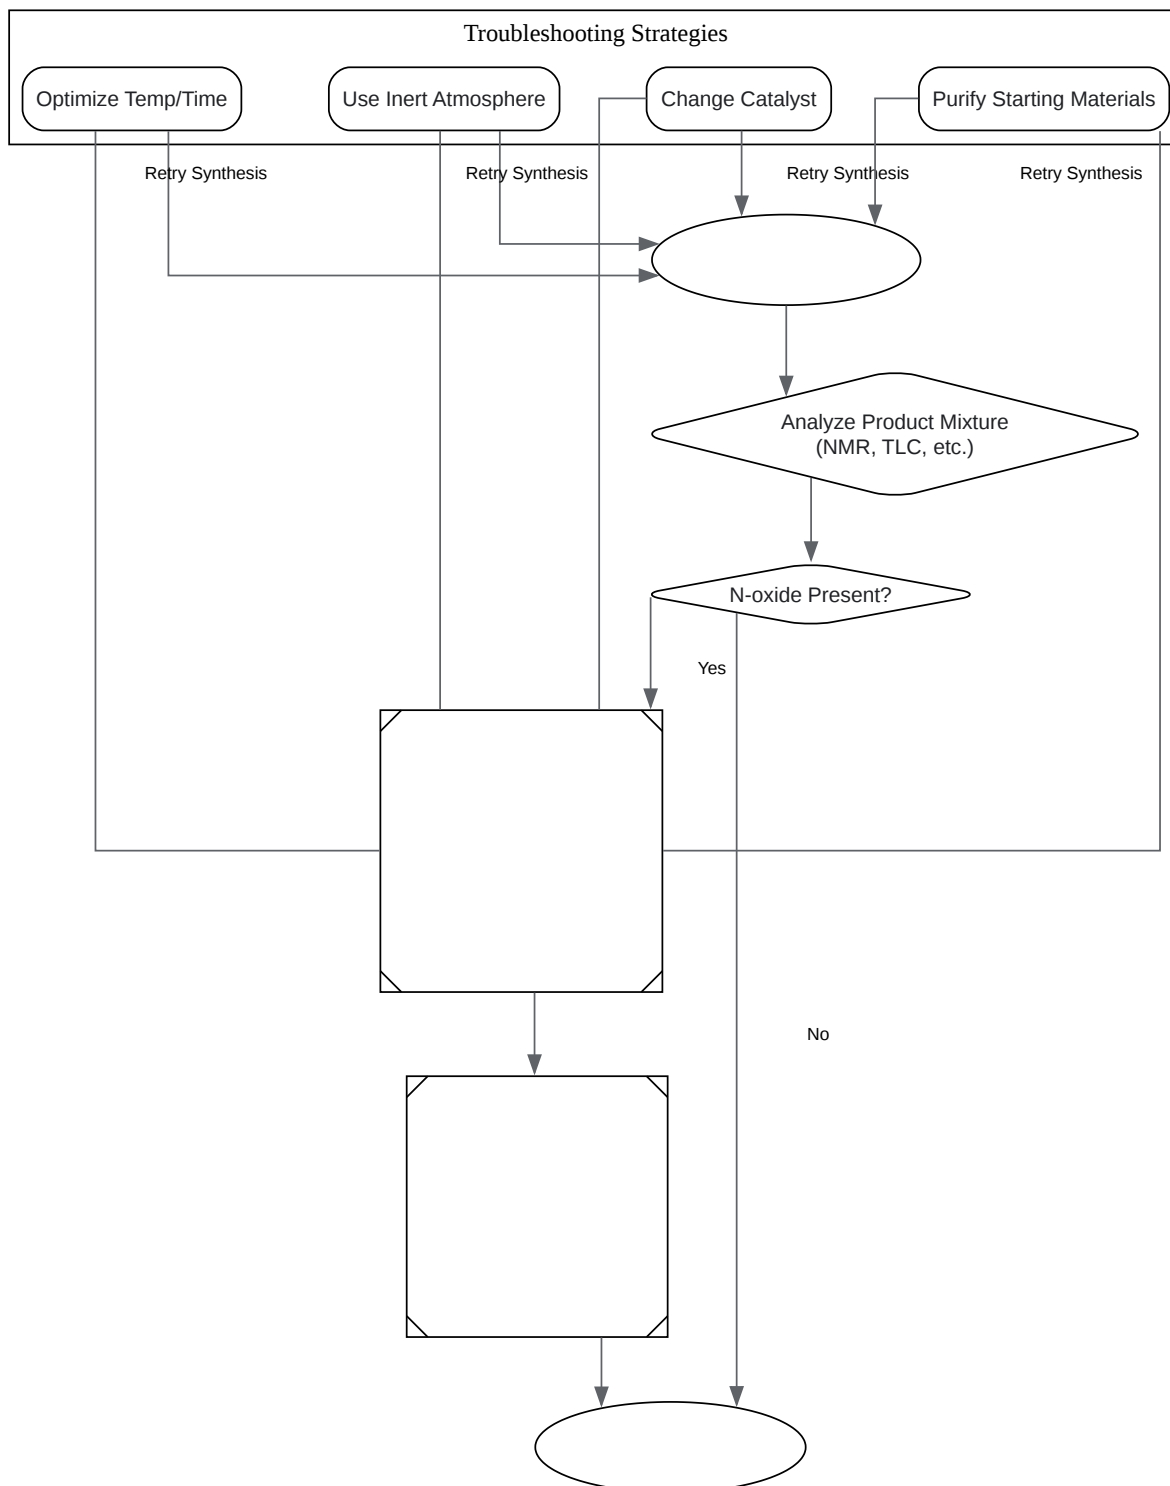 Troubleshooting Strategies
Optimize Temp/Time
Use Inert Atmosphere
Change Catalyst
Purify Starting Materials
Retry Synthesis
Retry Synthesis
Retry Synthesis
Retry Synthesis
Analyze Product Mixture
(NMR, TLC, etc.)
N-oxide Present?
Yes
No